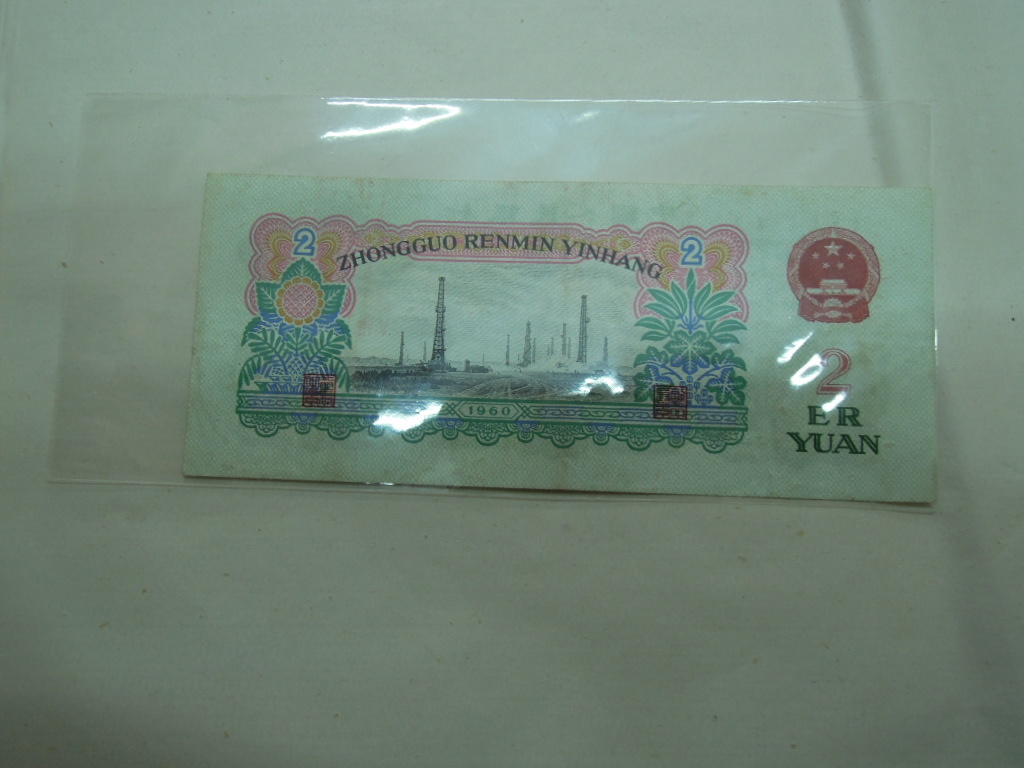 2
ZHONGGUO RENMIN YINHANG
2
1960
2
ER
YUAN